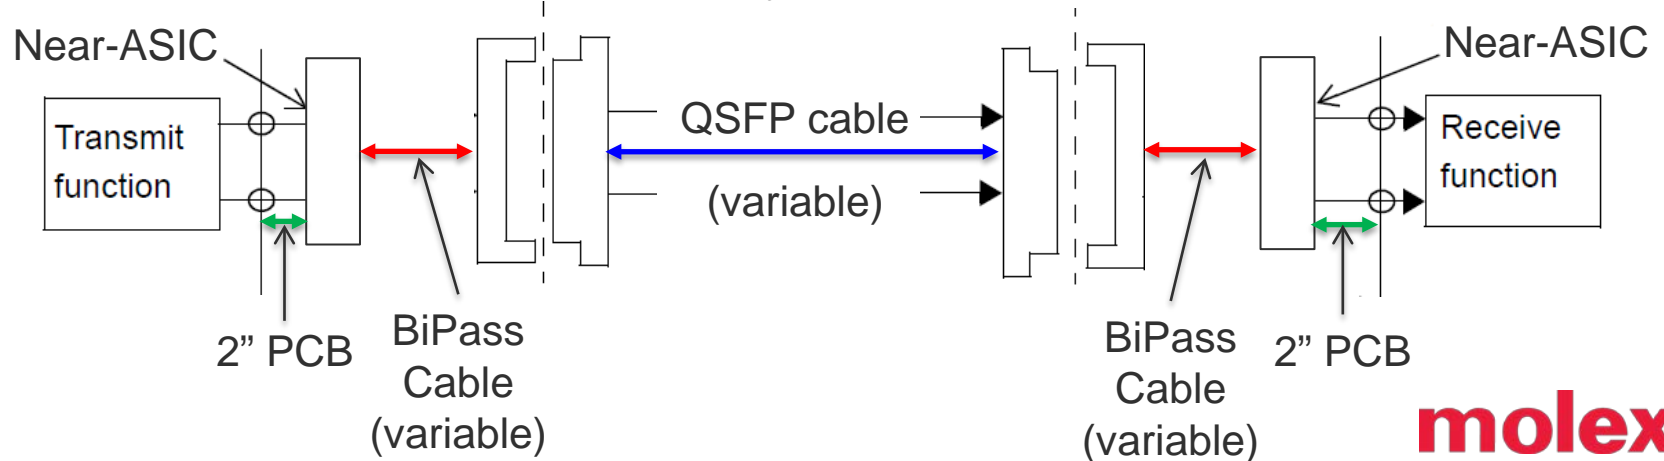 Near-ASIC
Near-ASIC
Transmit
function
QSFP cable
(variable)
Receive
function
2” PCB
BiPass
Cable
(variable)
BiPass
Cable
(variable)
2” PCB
molex